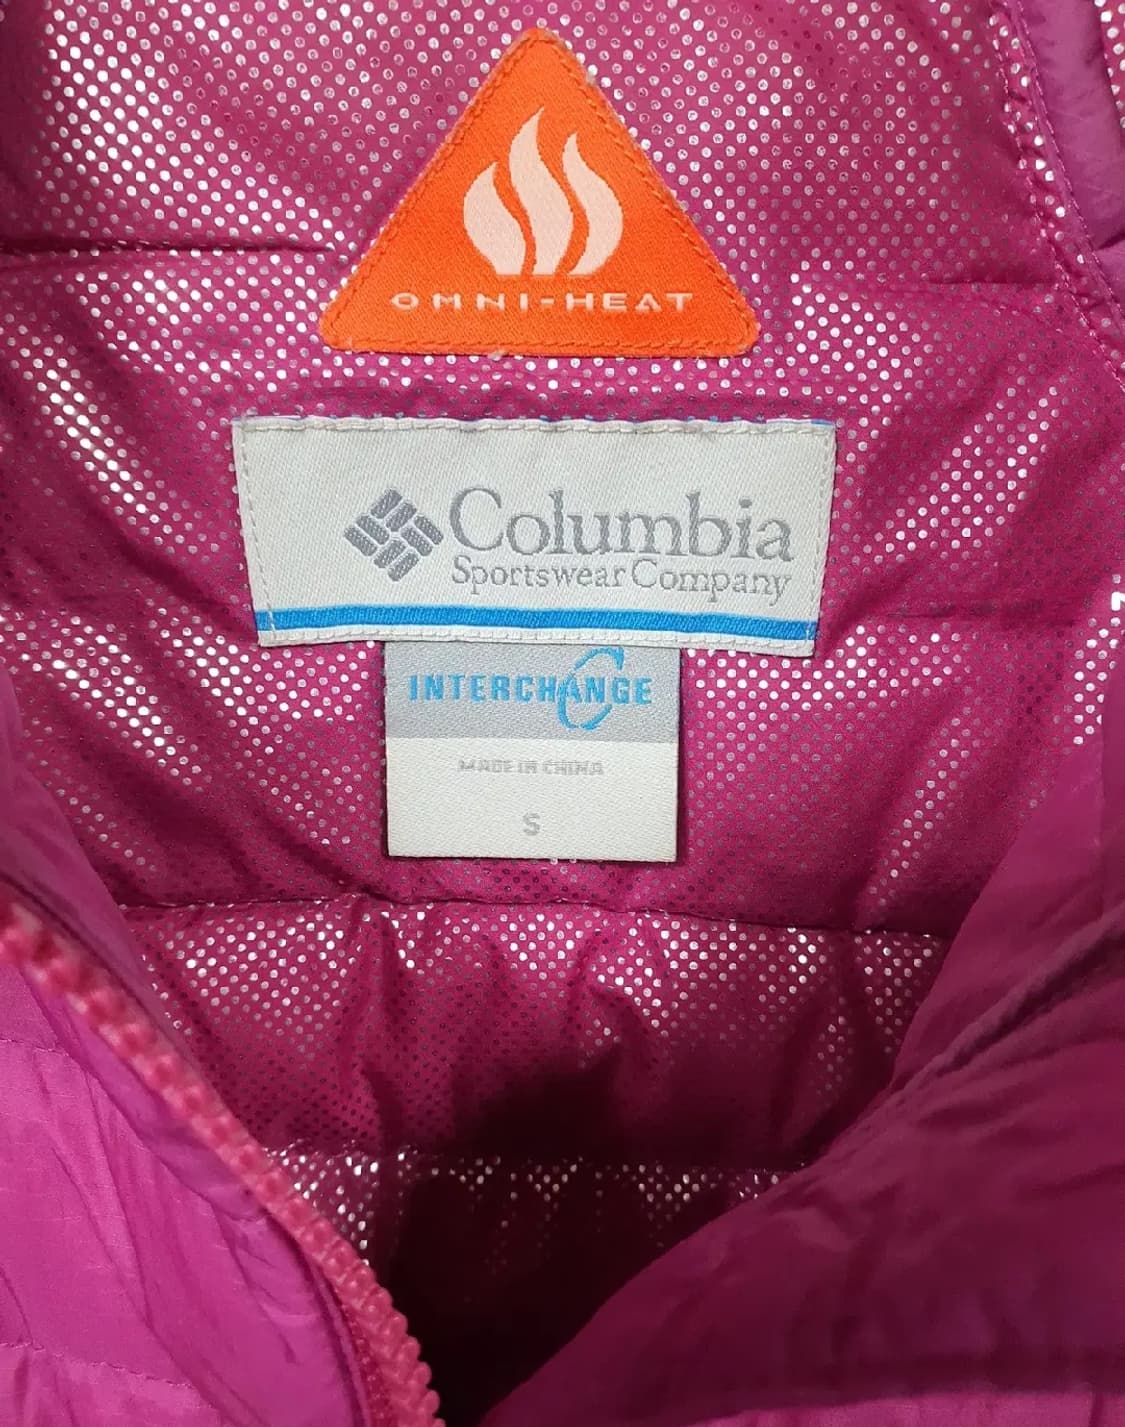 OMNI-HEAT
Columbia
Sportswear Company
INTERCHANGE
MADE IN CHINA
S